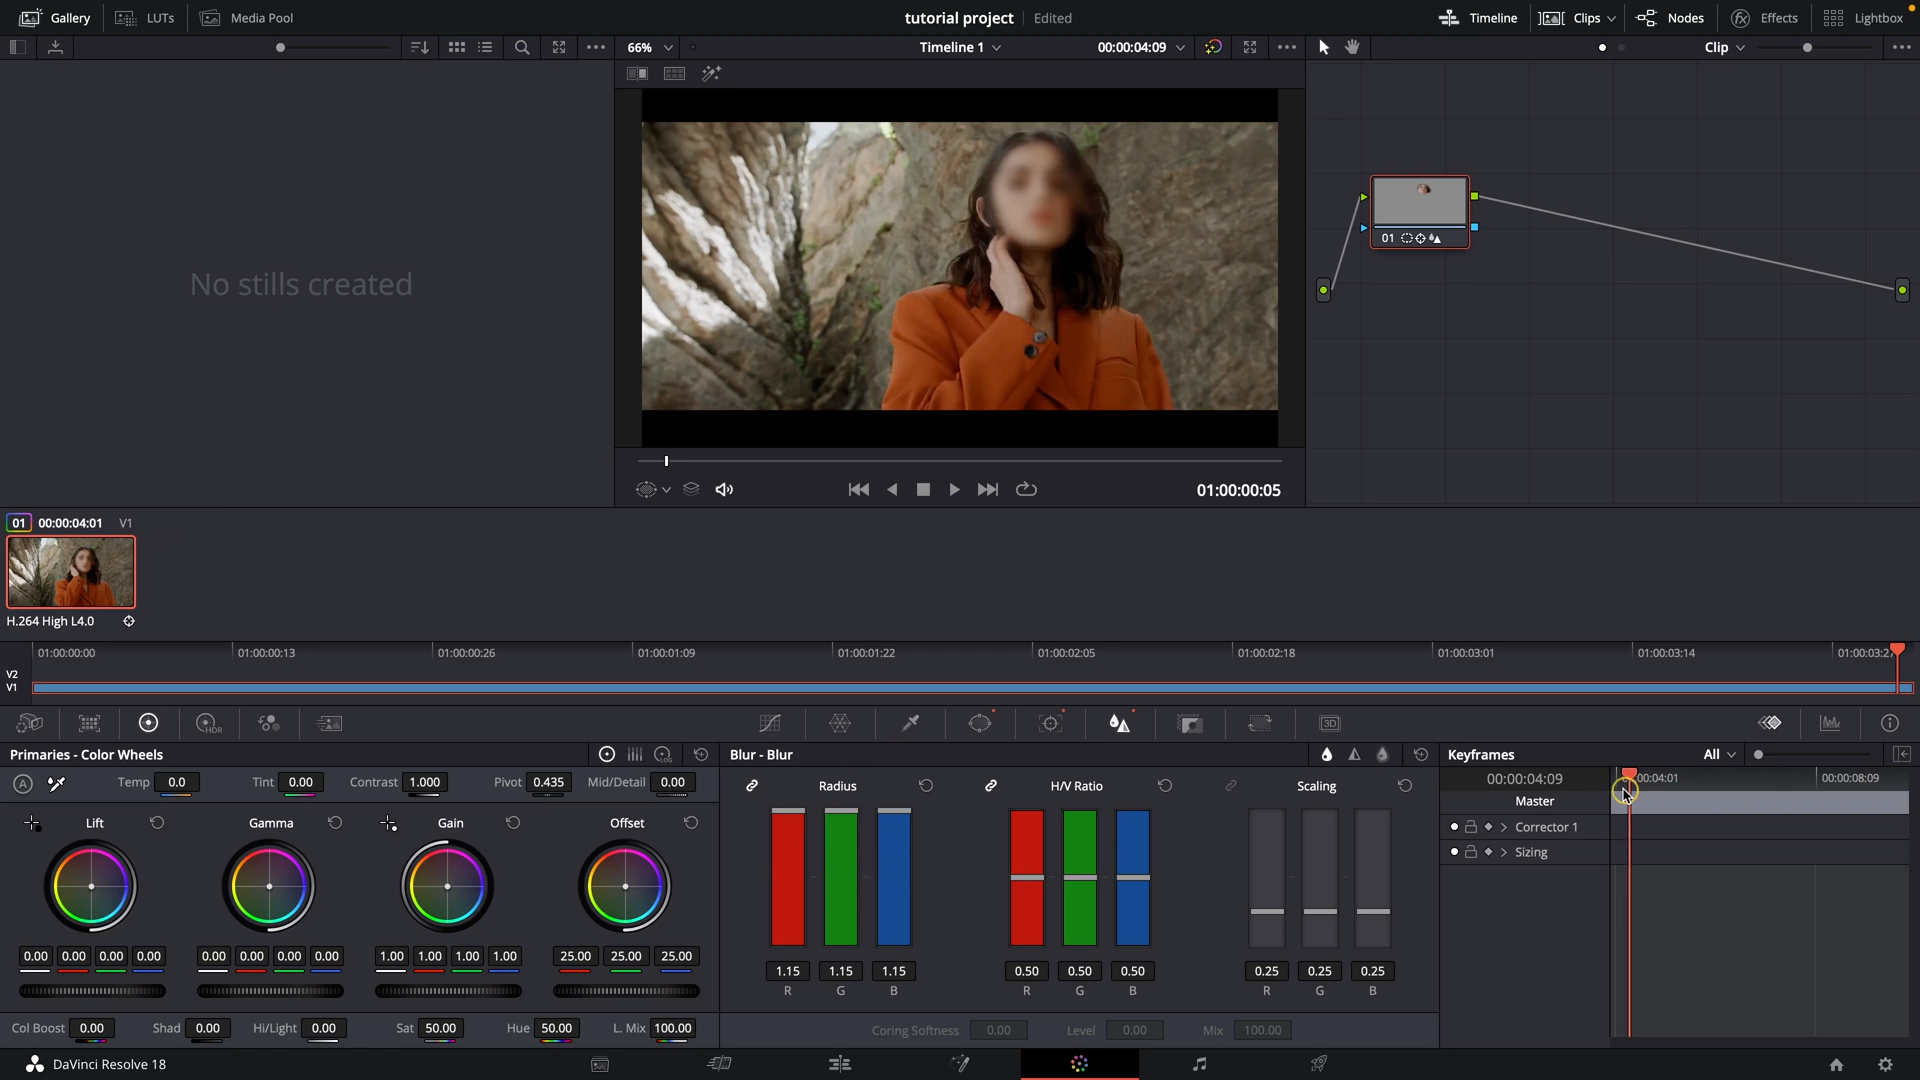 Gallery LUTs Media Pool tutorial project Edited Timeline Clips Nodes Effects Lightbox
66% Timeline 1 00:00:04:09 Clip
No stills created
01
01:00:00:05
01 00:00:04:01 V1
H.264 High L4.0
01:00:00:00 01:00:00:13 01:00:00:26 01:00:01:09 01:00:01:22 01:00:02:05 01:00:02:18 01:00:03:01 01:00:03:14 01:00:03:27
V2
V1
HDR 3D
Primaries - Color Wheels LOG Blur - Blur Keyframes All
A Temp 0.0 Tint 0.00 Contrast 1.000 Pivot 0.435 Mid/Detail 0.00 Radius H/V Ratio Scaling 00:00:04:09 00:04:01 00:00:08:09
Master
Lift Gamma Gain Offset Corrector 1
Sizing
0.00 0.00 0.00 0.00 0.00 0.00 0.00 0.00 1.00 1.00 1.00 1.00 25.00 25.00 25.00
1.15 1.15 1.15 0.50 0.50 0.50 0.25 0.25 0.25
R G B R G B R G B
Col Boost 0.00 Shad 0.00 Hi/Light 0.00 Sat 50.00 Hue 50.00 L. Mix 100.00 Coring Softness 0.00 Level 0.00 Mix 100.00
DaVinci Resolve 18